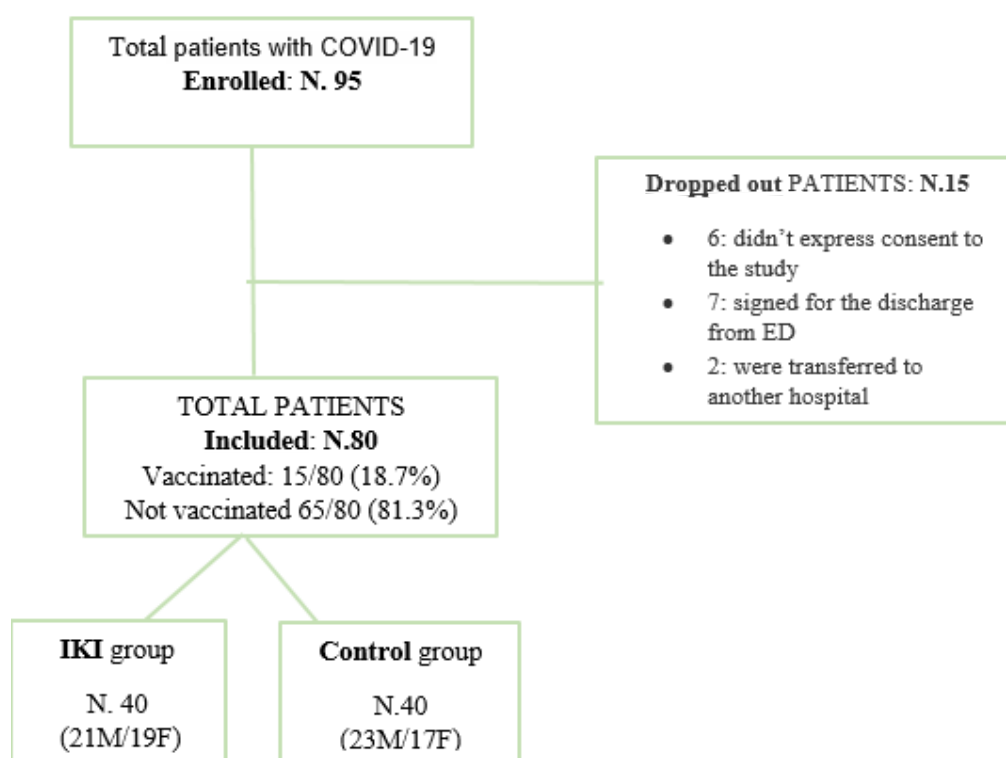 Total patients with COVID-19
Enrolled: N. 95
Dropped out PATIENTS: N.15
• 6: didn’t express consent to
the study
• 7: signed for the discharge
from ED
• 2: were transferred to
another hospital
TOTAL PATIENTS
Included: N.80
Vaccinated: 15/80 (18.7%)
Not vaccinated 65/80 (81.3%)
IKI group
N. 40
(21M/19F)
Control group
N.40
(23M/17F)